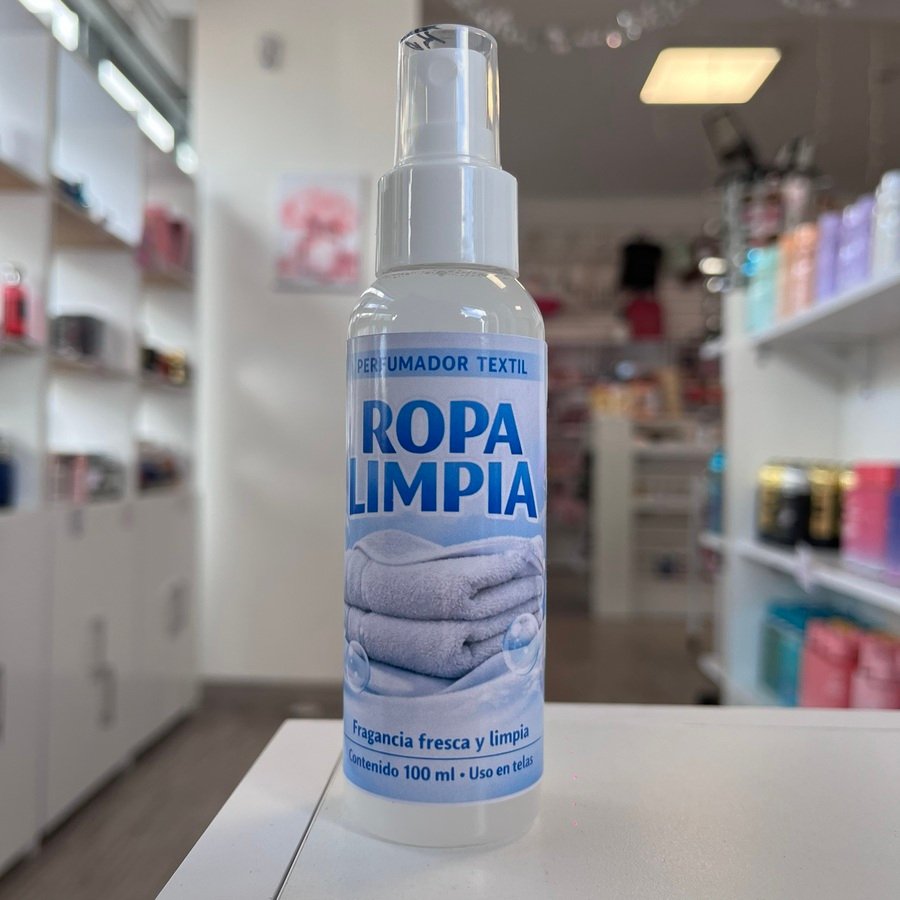 PERFUMADOR TEXTIL
ROPA
LIMPIA
Fragancia fresca y limpia
Contenido 100 ml • Uso en telas